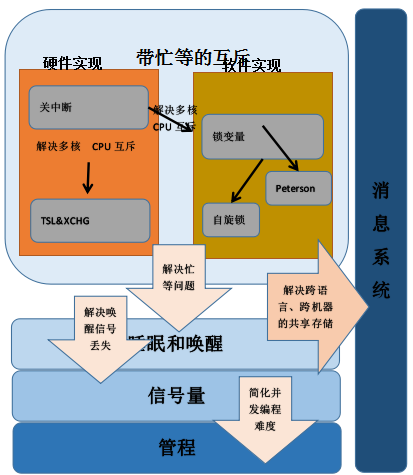 带忙等的互斥
硬件实现
软件实现
关中断
解决多核
CPU 互斥
锁变量
解决多核 CPU 互斥
Peterson
TSL&XCHG
自旋锁
消
息
系
统
解决忙
等问题
解决跨语
言、跨机器
的共享存储
解决唤
醒信号
丢失
睡眠和唤醒
信号量
简化并
发编程
难度
管程